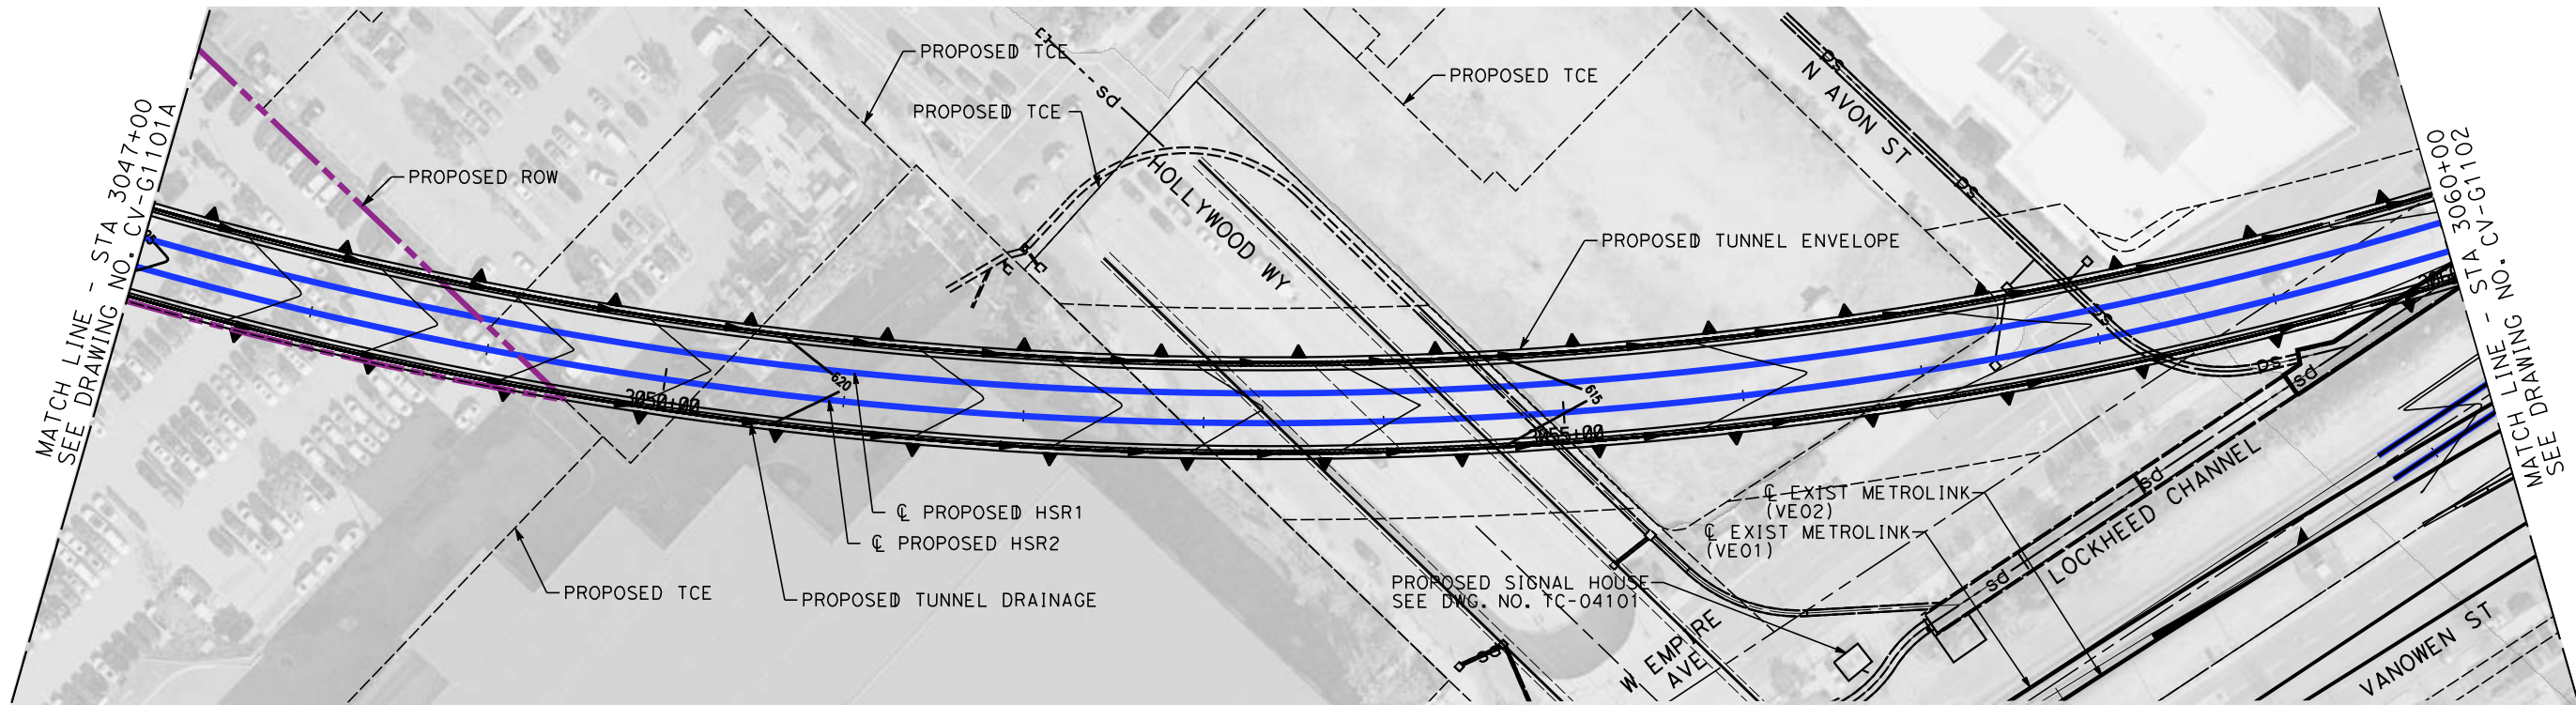 MATCH LINE - STA 3047+00
SEE DRAWING NO. CV-G1101A
PROPOSED ROW
PROPOSED TCE
PROPOSED TCE
sd
HOLLYWOOD WY
PROPOSED TCE
N AVON ST
DS
DS
PROPOSED TUNNEL ENVELOPE
MATCH LINE - STA 3060+00
SEE DRAWING NO. CV-G1102
3050+00
620
615
3055+00
DS
sd
℄ PROPOSED HSR1
℄ PROPOSED HSR2
PROPOSED TCE
PROPOSED TUNNEL DRAINAGE
℄ EXIST METROLINK
(VE02)
℄ EXIST METROLINK
(VE01)
PROPOSED SIGNAL HOUSE
SEE DWG. NO. TC-04101
sd
sd
LOCKHEED CHANNEL
sd
W EMPIRE
AVE
VANOWEN ST